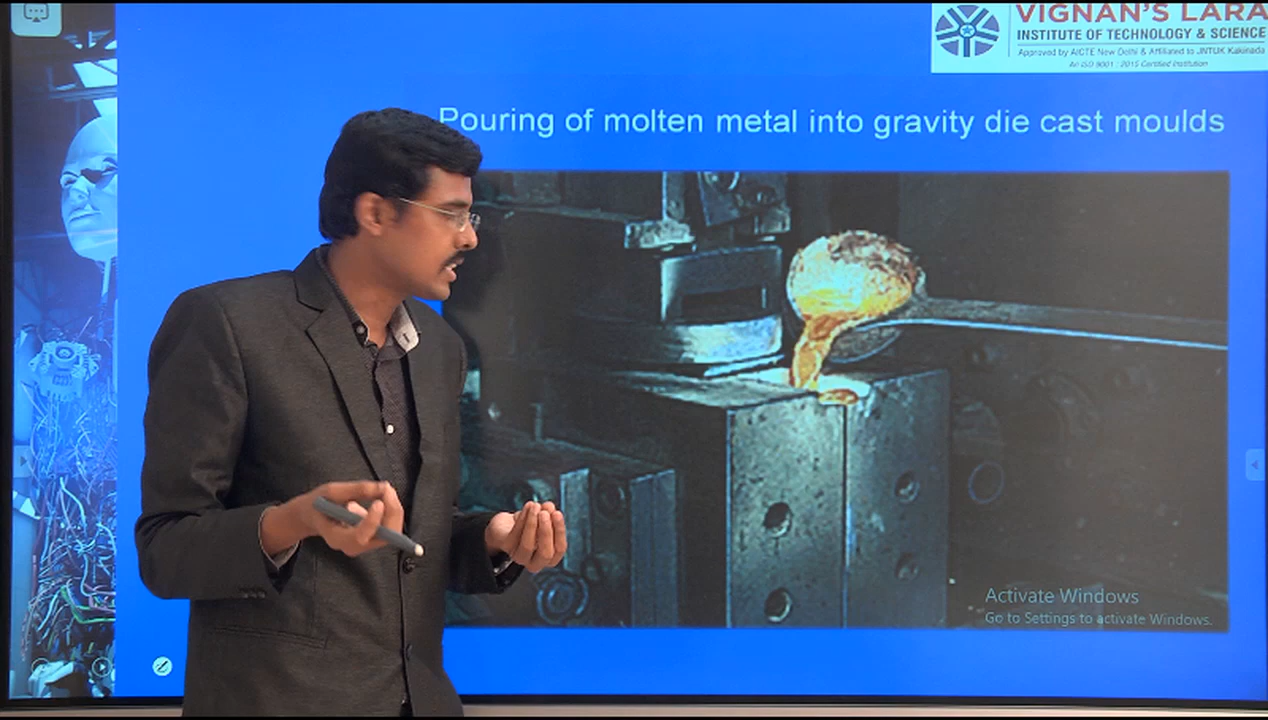 VIGNAN'S LARA
INSTITUTE OF TECHNOLOGY & SCIENCE
Approved by AICTE New Delhi & Affiliated to JNTUK Kakinada
An ISO 9001 : 2015 Certified Institution
Pouring of molten metal into gravity die cast moulds
Activate Windows
Go to Settings to activate Windows.